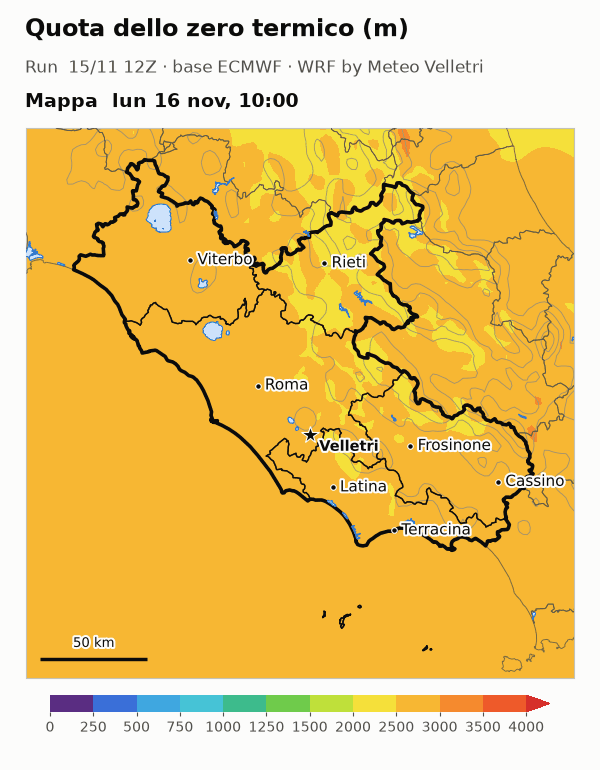 Quota dello zero termico (m)
Run 15/11 12Z · base ECMWF · WRF by Meteo Velletri
Mappa lun 16 nov, 10:00
Viterbo
Rieti
Roma
Velletri
Frosinone
Cassino
Latina
Terracina
50 km
0 250 500 750 1000 1250 1500 2000 2500 3000 3500 4000